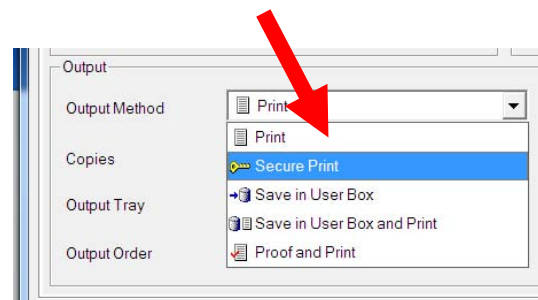 Output
Output Method
Print
Print
Copies
Secure Print
Save in User Box
Output Tray
Save in User Box and Print
Output Order
Proof and Print